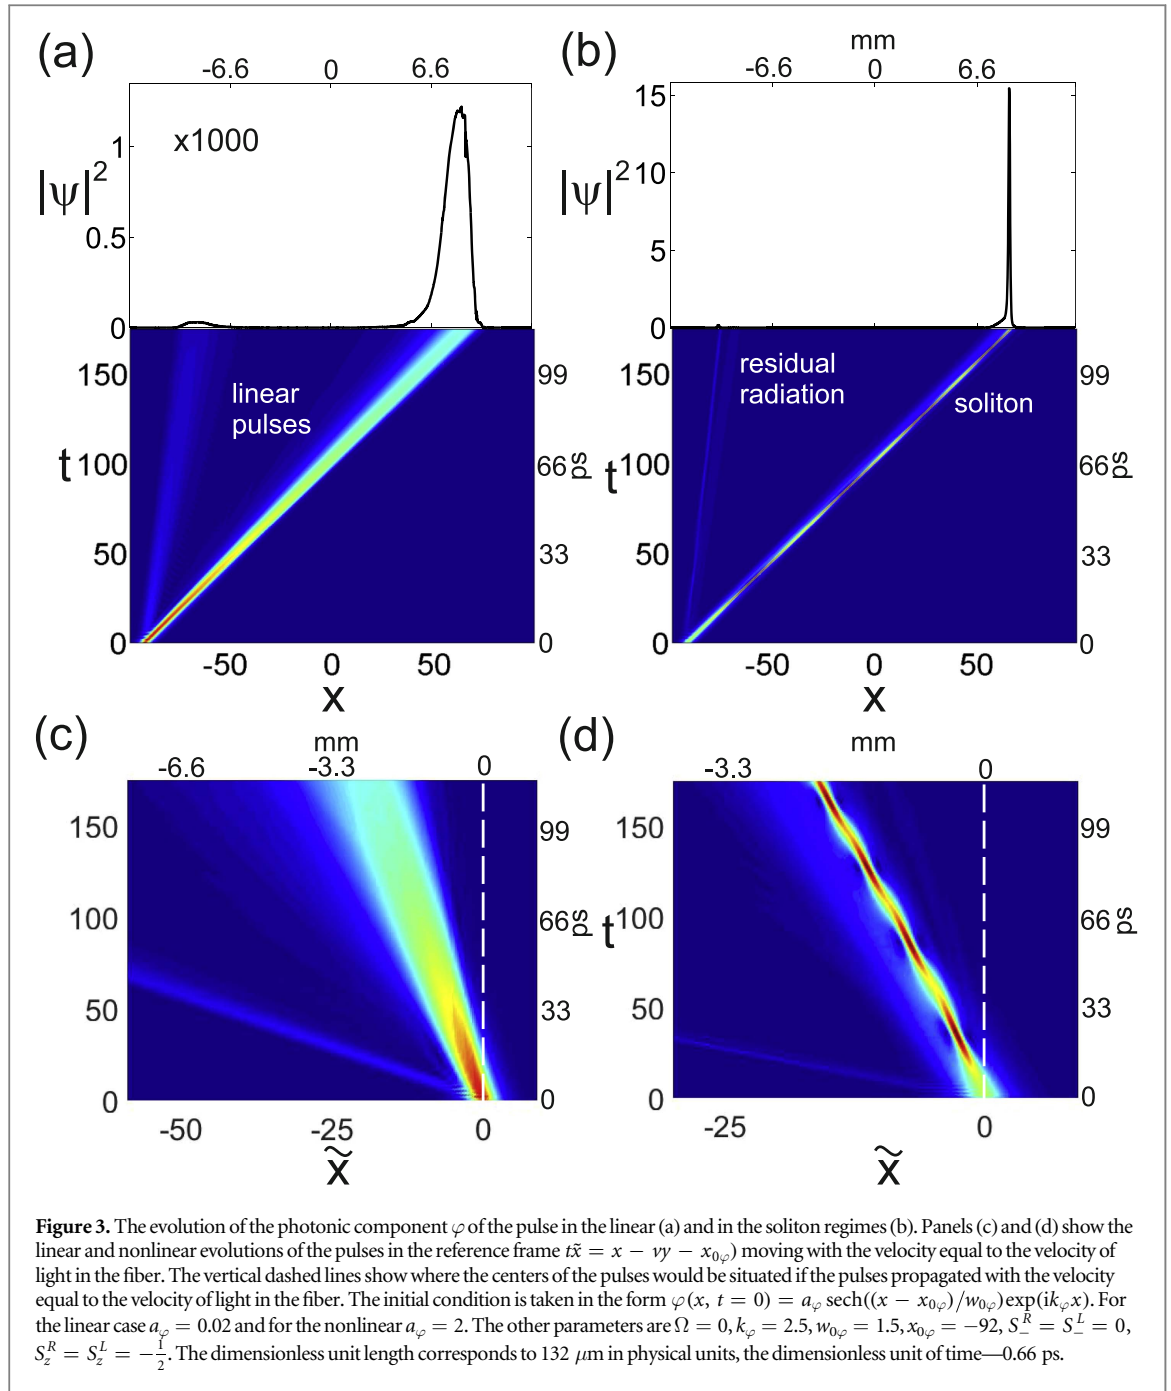 (a)
-6.6 0 6.6
x1000
1
|ψ|²
0.5
0
linear
pulses
150
t 100
50
0
99
66 ps
33
0
-50 0 50
x
(b)
mm
-6.6 0 6.6
15
|ψ|² 10
5
0
residual
radiation
soliton
150
t 100
50
0
99
66 ps
33
0
-50 0 50
x
(c)
mm
-6.6 -3.3 0
150
100
50
0
99
66 ps
33
0
-50 -25 0
x̃
(d)
mm
-3.3 0
150
t 100
50
0
99
66 ps
33
0
-25 0
x̃
Figure 3. The evolution of the photonic component φ of the pulse in the linear (a) and in the soliton regimes (b). Panels (c) and (d) show the
linear and nonlinear evolutions of the pulses in the reference frame tx̃ = x − vy − x₀φ) moving with the velocity equal to the velocity of
light in the fiber. The vertical dashed lines show where the centers of the pulses would be situated if the pulses propagated with the velocity
equal to the velocity of light in the fiber. The initial condition is taken in the form φ(x, t = 0) = aφ sech((x − x₀φ)/w₀φ)exp(ikφx). For
the linear case aφ = 0.02 and for the nonlinear aφ = 2. The other parameters are Ω = 0, kφ = 2.5, w₀φ = 1.5, x₀φ = −92, S₋ᴿ = S₋ᴸ = 0,
S_zᴿ = S_zᴸ = −1/2. The dimensionless unit length corresponds to 132 μm in physical units, the dimensionless unit of time—0.66 ps.